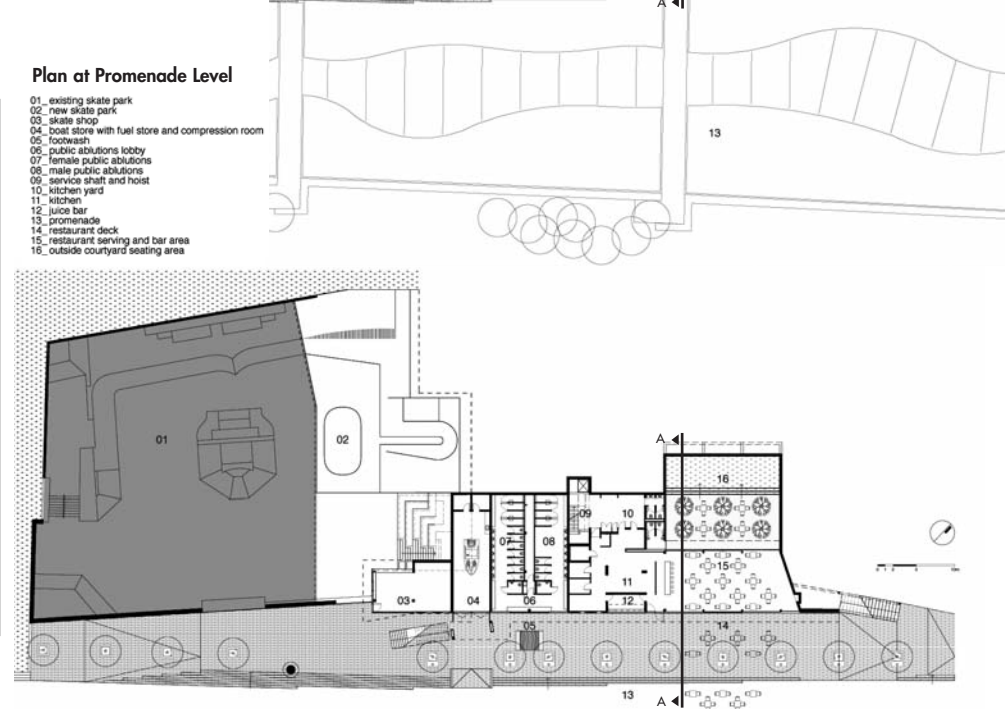 A
Plan at Promenade Level
01_ existing skate park
02_ new skate park
03_ skate shop
04_ boat store with fuel store and compression room
05_ footwash
06_ public ablutions lobby
07_ female public ablutions
08_ male public ablutions
09_ service shaft and hoist
10_ kitchen yard
11_ kitchen
12_ juice bar
13_ promenade
14_ restaurant deck
15_ restaurant serving and bar area
16_ outside courtyard seating area
13
A
01
02
16
09
10
07
08
15
11
03
04
06
12
05
14
13
A